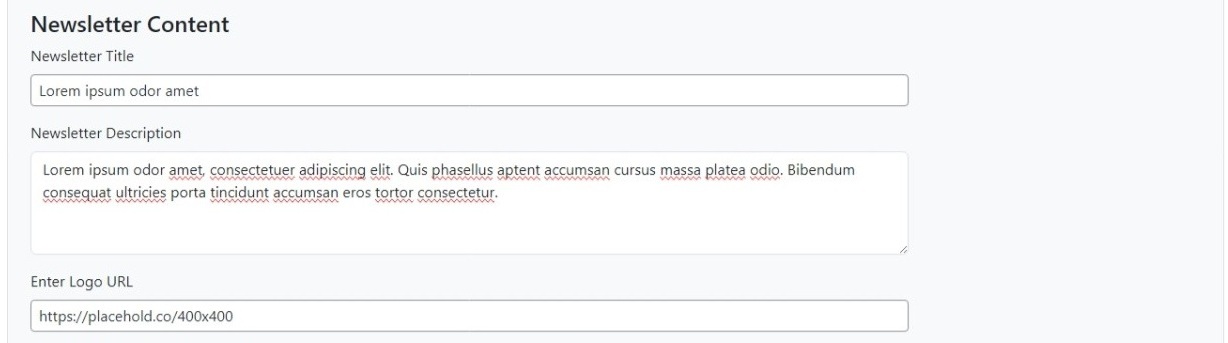 Newsletter Content
Newsletter Title
Lorem ipsum odor amet
Newsletter Description
Lorem ipsum odor amet, consectetuer adipiscing elit. Quis phasellus aptent accumsan cursus massa platea odio. Bibendum
consequat ultricies porta tincidunt accumsan eros tortor consectetur.
Enter Logo URL
https://placehold.co/400x400